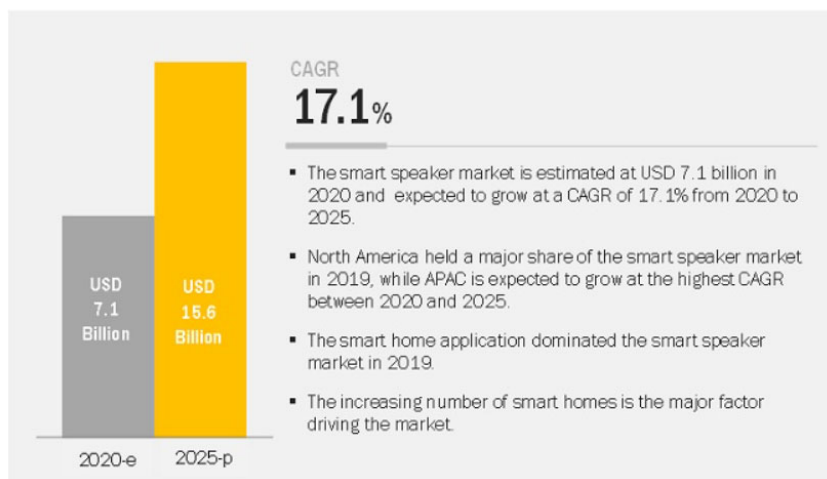 CAGR
17.1%
▪ The smart speaker market is estimated at USD 7.1 billion in
2020 and expected to grow at a CAGR of 17.1% from 2020 to
2025.
▪ North America held a major share of the smart speaker market
in 2019, while APAC is expected to grow at the highest CAGR
between 2020 and 2025.
▪ The smart home application dominated the smart speaker
market in 2019.
▪ The increasing number of smart homes is the major factor
driving the market.
USD
7.1
Billion
USD
15.6
Billion
2020-e
2025-p